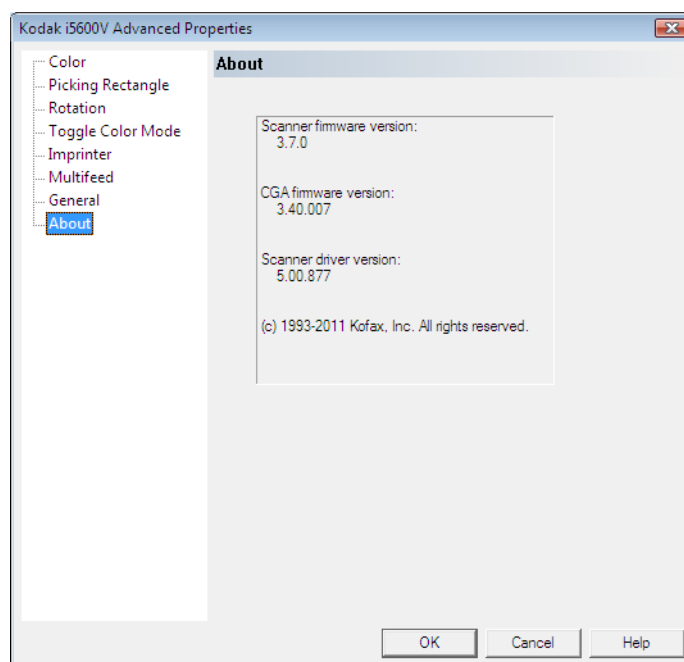 Kodak i5600V Advanced Properties
Color
Picking Rectangle
Rotation
Toggle Color Mode
Imprinter
Multifeed
General
About
About
Scanner firmware version:
3.7.0
CGA firmware version:
3.40.007
Scanner driver version:
5.00.877
(c) 1993-2011 Kofax, Inc. All rights reserved.
OK
Cancel
Help